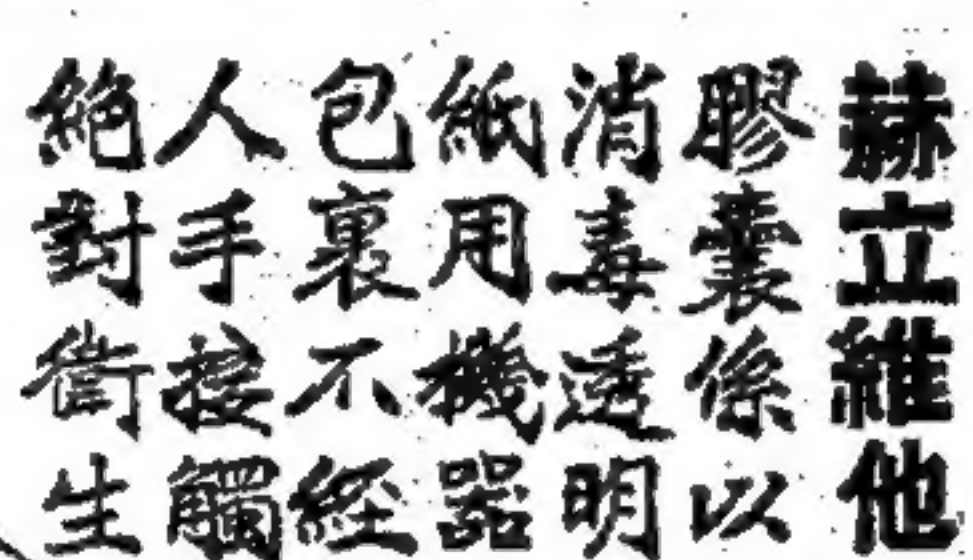 赫立維他
膠囊係以
消毒透明
紙用機器
包裹不經
人手接觸
絕對衛生